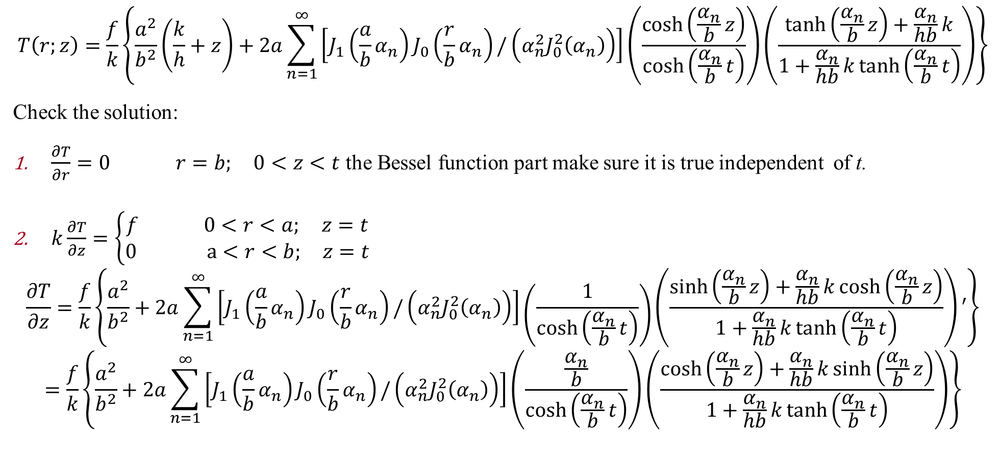 T(r; z) = \frac{f}{k} \left\{ \frac{a^2}{b^2} \left( \frac{k}{h} + z \right) + 2a \sum_{n=1}^{\infty} \left[ J_1 \left( \frac{a}{b} \alpha_n \right) J_0 \left( \frac{r}{b} \alpha_n \right) / \left( \alpha_n^2 J_0^2(\alpha_n) \right) \right] \left( \frac{\cosh \left( \frac{\alpha_n}{b} z \right)}{\cosh \left( \frac{\alpha_n}{b} t \right)} \right) \left( \frac{\tanh \left( \frac{\alpha_n}{b} z \right) + \frac{\alpha_n}{hb} k}{1 + \frac{\alpha_n}{hb} k \tanh \left( \frac{\alpha_n}{b} t \right)} \right) \right\}
Check the solution:
1. \frac{\partial T}{\partial r} = 0 r = b; 0 < z < t the Bessel function part make sure it is true independent of t.
2. k \frac{\partial T}{\partial z} = \begin{cases} f & 0 < r < a; z = t \\ 0 & a < r < b; z = t \end{cases}
\frac{\partial T}{\partial z} = \frac{f}{k} \left\{ \frac{a^2}{b^2} + 2a \sum_{n=1}^{\infty} \left[ J_1 \left( \frac{a}{b} \alpha_n \right) J_0 \left( \frac{r}{b} \alpha_n \right) / \left( \alpha_n^2 J_0^2(\alpha_n) \right) \right] \left( \frac{1}{\cosh \left( \frac{\alpha_n}{b} t \right)} \right) \left( \frac{\sinh \left( \frac{\alpha_n}{b} z \right) + \frac{\alpha_n}{hb} k \cosh \left( \frac{\alpha_n}{b} z \right)}{1 + \frac{\alpha_n}{hb} k \tanh \left( \frac{\alpha_n}{b} t \right)} \right)' \right\}
= \frac{f}{k} \left\{ \frac{a^2}{b^2} + 2a \sum_{n=1}^{\infty} \left[ J_1 \left( \frac{a}{b} \alpha_n \right) J_0 \left( \frac{r}{b} \alpha_n \right) / \left( \alpha_n^2 J_0^2(\alpha_n) \right) \right] \left( \frac{\frac{\alpha_n}{b}}{\cosh \left( \frac{\alpha_n}{b} t \right)} \right) \left( \frac{\cosh \left( \frac{\alpha_n}{b} z \right) + \frac{\alpha_n}{hb} k \sinh \left( \frac{\alpha_n}{b} z \right)}{1 + \frac{\alpha_n}{hb} k \tanh \left( \frac{\alpha_n}{b} t \right)} \right) \right\}